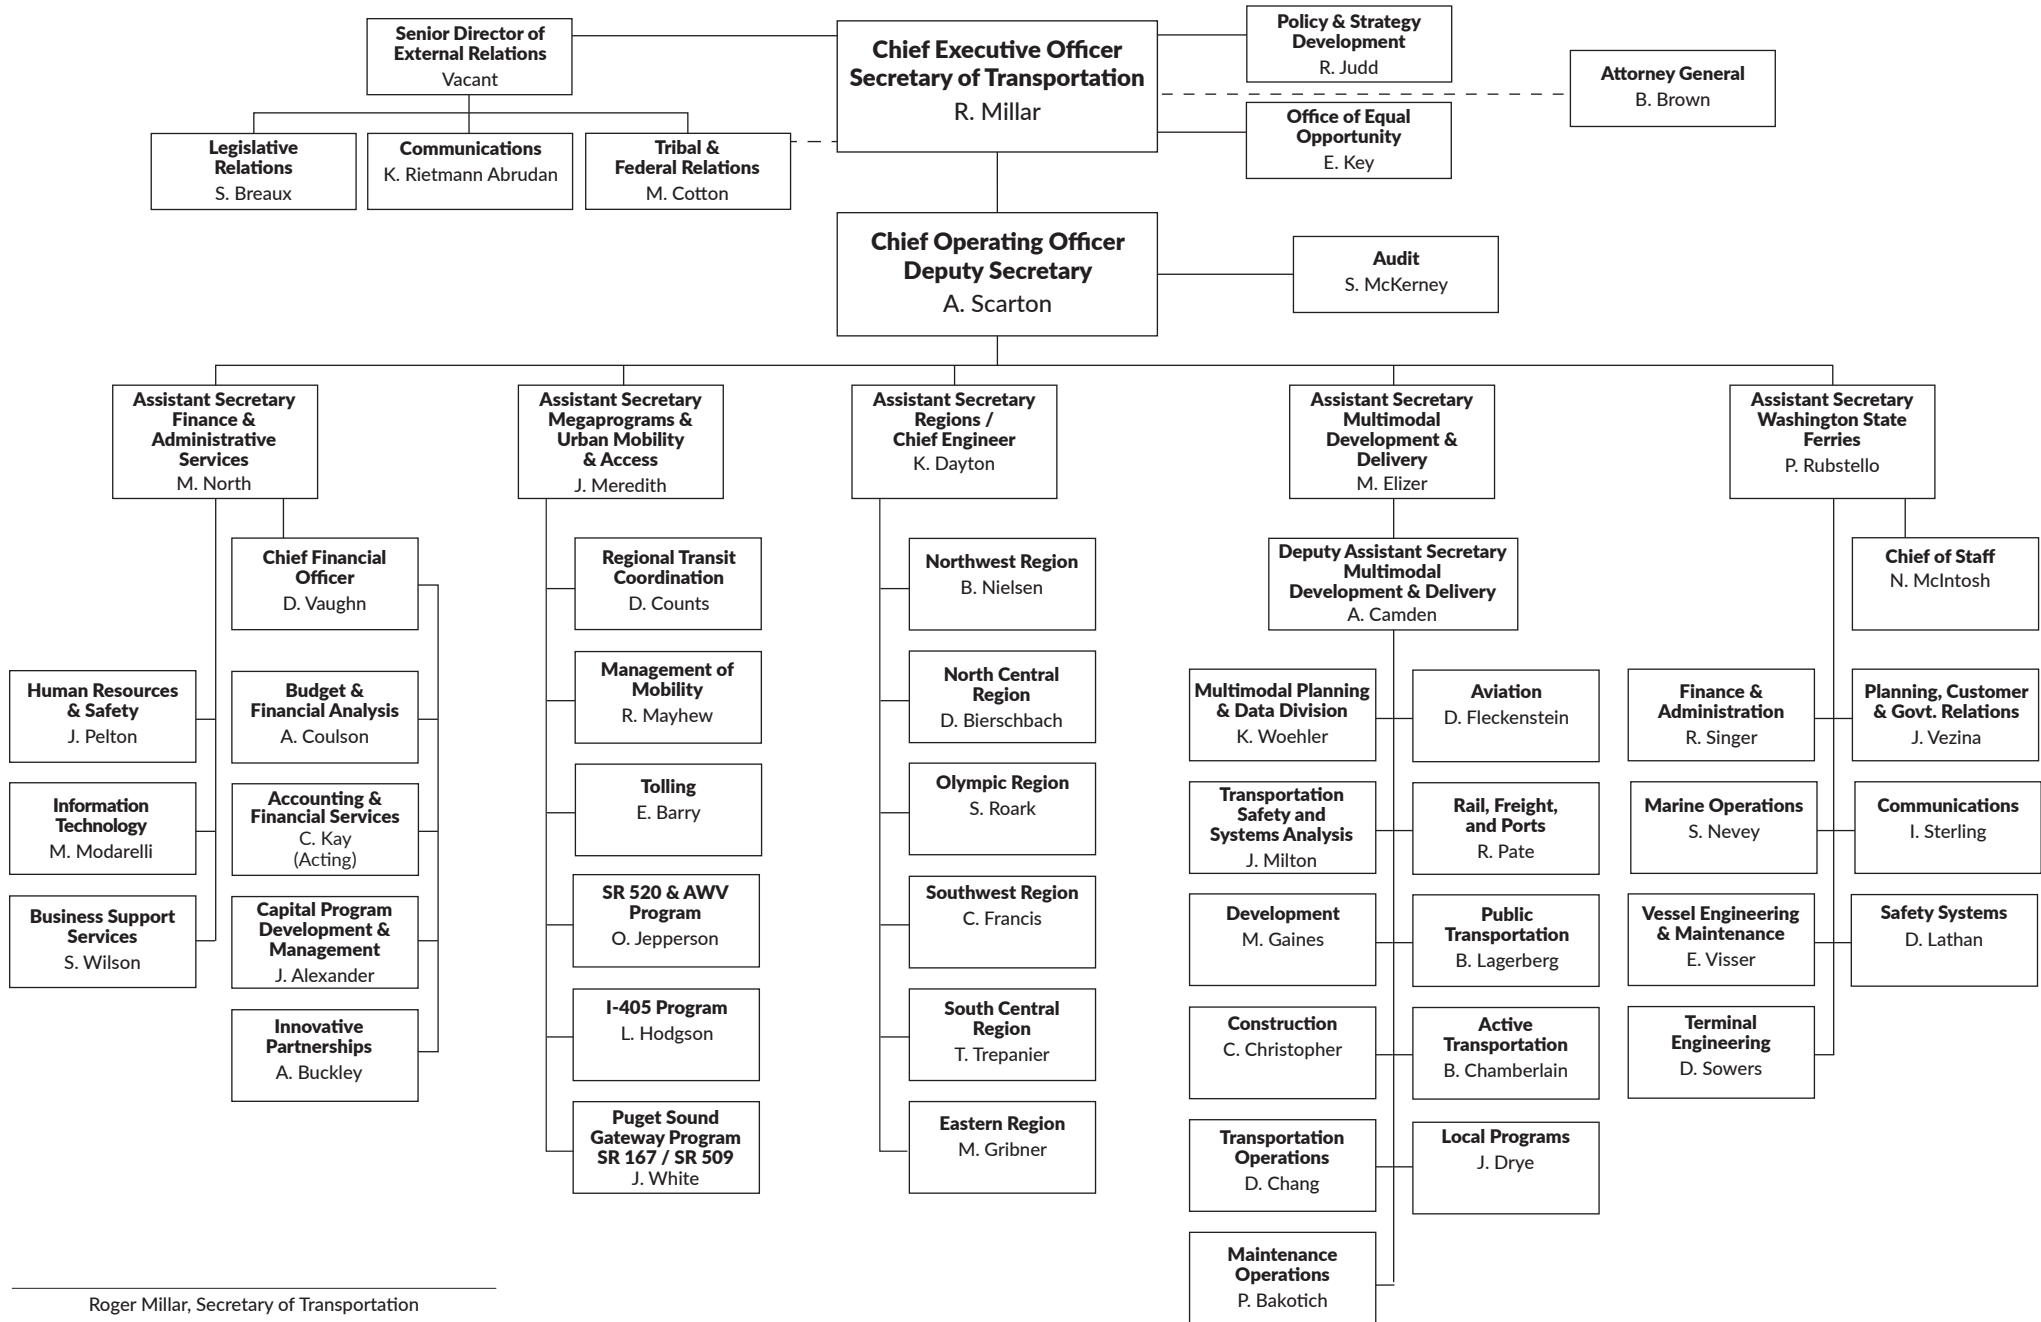 Senior Director of
External Relations
Vacant
Chief Executive Officer
Secretary of Transportation
R. Millar
Policy & Strategy
Development
R. Judd
Attorney General
B. Brown
Office of Equal
Opportunity
E. Key
Legislative
Relations
S. Breaux
Communications
K. Rietmann Abrudan
Tribal &
Federal Relations
M. Cotton
Chief Operating Officer
Deputy Secretary
A. Scarton
Audit
S. McKerney
Assistant Secretary
Finance &
Administrative
Services
M. North
Assistant Secretary
Megaprograms &
Urban Mobility
& Access
J. Meredith
Assistant Secretary
Regions /
Chief Engineer
K. Dayton
Assistant Secretary
Multimodal
Development &
Delivery
M. Elizer
Assistant Secretary
Washington State
Ferries
P. Rubstello
Chief Financial
Officer
D. Vaughn
Human Resources
& Safety
J. Pelton
Budget &
Financial Analysis
A. Coulson
Information
Technology
M. Modarelli
Accounting &
Financial Services
C. Kay
(Acting)
Business Support
Services
S. Wilson
Capital Program
Development &
Management
J. Alexander
Innovative
Partnerships
A. Buckley
Regional Transit
Coordination
D. Counts
Management of
Mobility
R. Mayhew
Tolling
E. Barry
SR 520 & AWV
Program
O. Jepperson
I-405 Program
L. Hodgson
Puget Sound
Gateway Program
SR 167 / SR 509
J. White
Northwest Region
B. Nielsen
North Central
Region
D. Bierschbach
Olympic Region
S. Roark
Southwest Region
C. Francis
South Central
Region
T. Trepanier
Eastern Region
M. Gribner
Deputy Assistant Secretary
Multimodal
Development & Delivery
A. Camden
Multimodal Planning
& Data Division
K. Woehler
Aviation
D. Fleckenstein
Transportation
Safety and
Systems Analysis
J. Milton
Rail, Freight,
and Ports
R. Pate
Development
M. Gaines
Public
Transportation
B. Lagerberg
Construction
C. Christopher
Active
Transportation
B. Chamberlain
Transportation
Operations
D. Chang
Local Programs
J. Drye
Maintenance
Operations
P. Bakotich
Chief of Staff
N. McIntosh
Finance &
Administration
R. Singer
Planning, Customer
& Govt. Relations
J. Vezina
Marine Operations
S. Nevey
Communications
I. Sterling
Vessel Engineering
& Maintenance
E. Visser
Safety Systems
D. Lathan
Terminal
Engineering
D. Sowers
Roger Millar, Secretary of Transportation